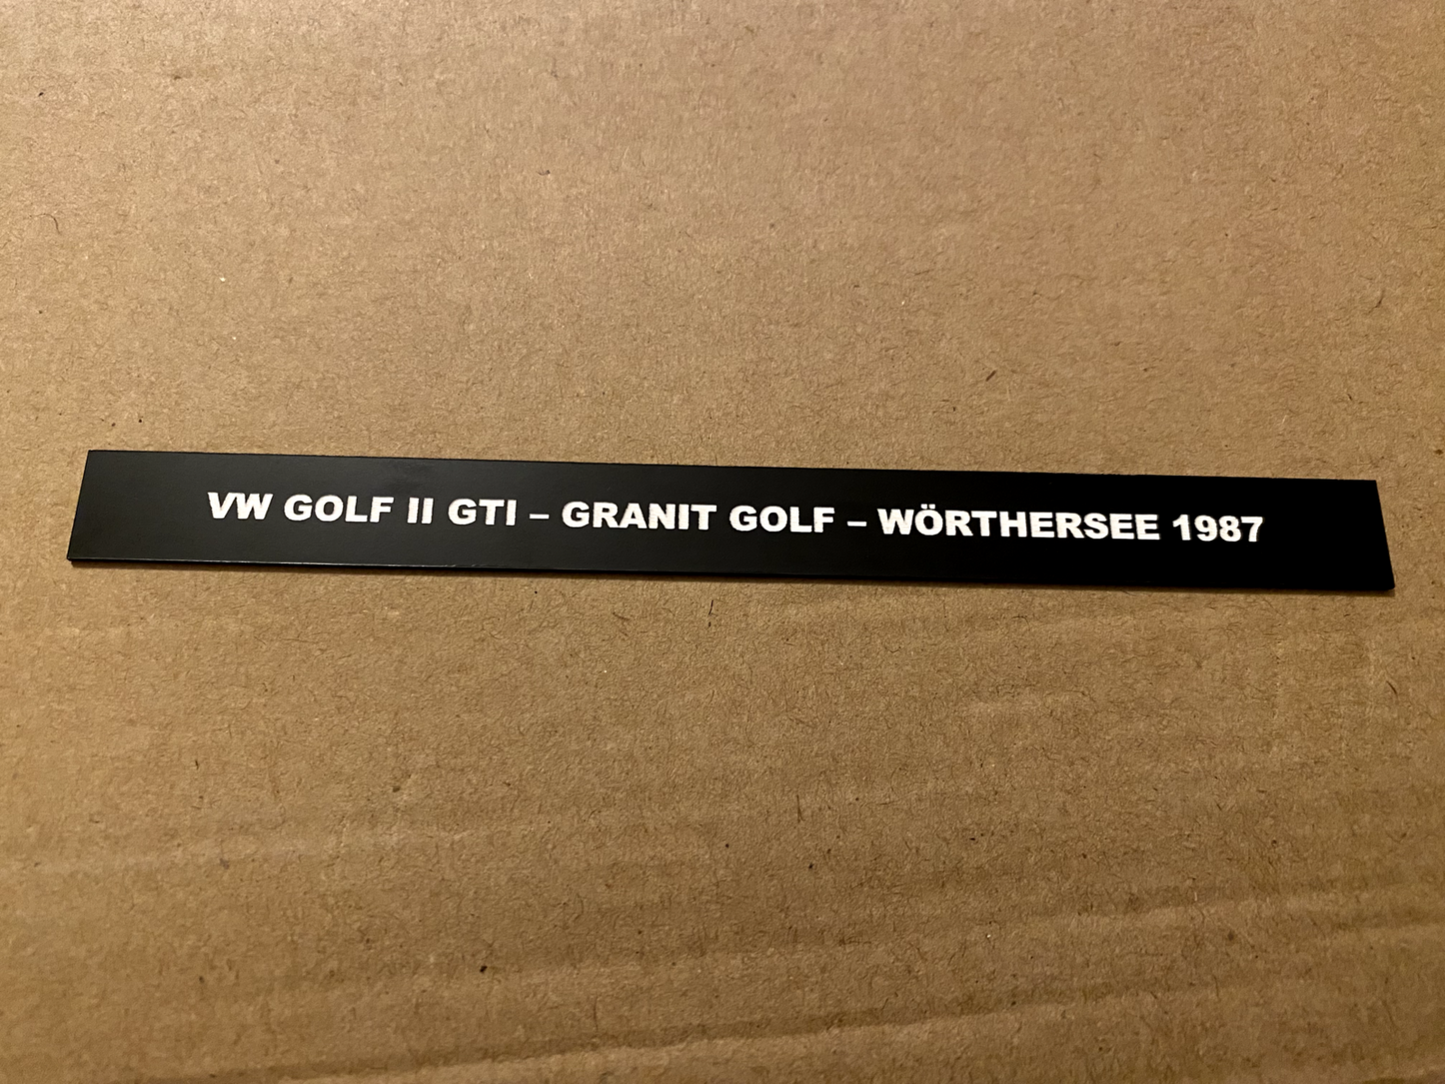 VW GOLF II GTI – GRANIT GOLF – WÖRTHERSEE 1987